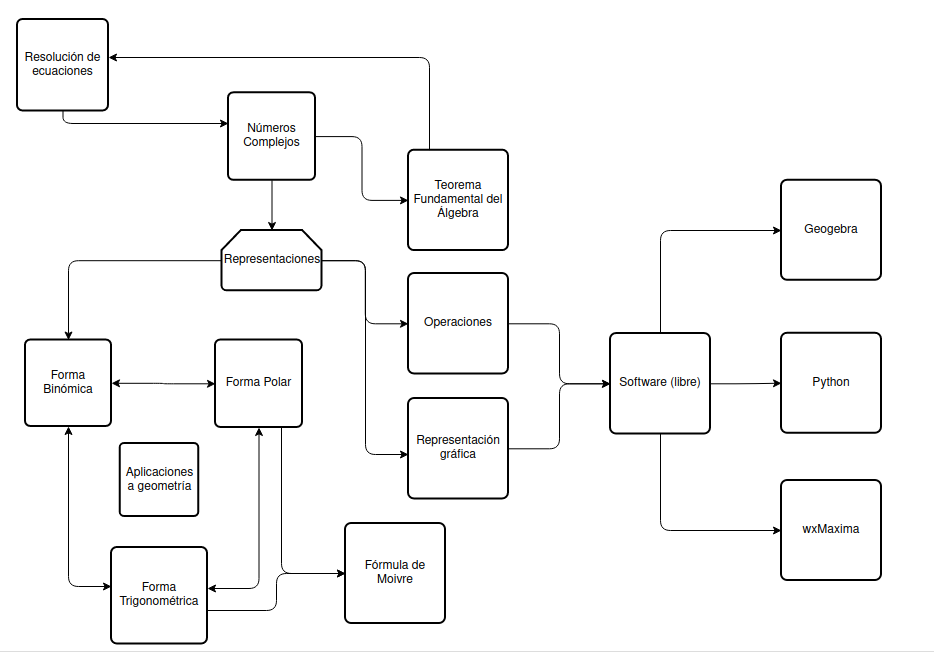 Resolución de
ecuaciones
Números
Complejos
Teorema
Fundamental del
Álgebra
Representaciones
Geogebra
Operaciones
Software (libre)
Python
Forma
Binómica
Forma Polar
Representación
gráfica
Aplicaciones
a geometría
wxMaxima
Forma
Trigonométrica
Fórmula de
Moivre